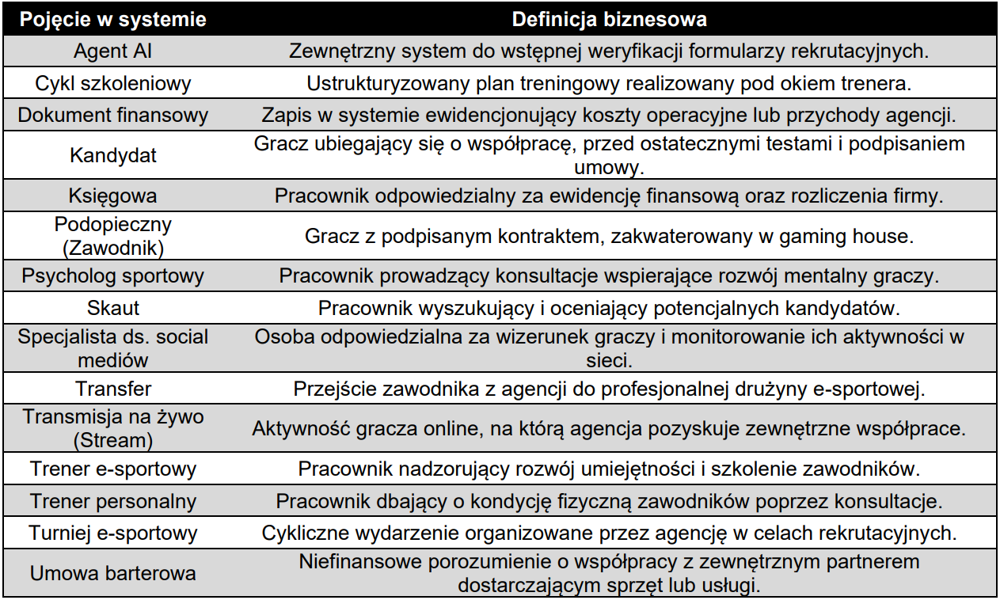 Pojęcie w systemie Definicja biznesowa
Agent AI Zewnętrzny system do wstępnej weryfikacji formularzy rekrutacyjnych.
Cykl szkoleniowy Ustrukturyzowany plan treningowy realizowany pod okiem trenera.
Dokument finansowy Zapis w systemie ewidencjonujący koszty operacyjne lub przychody agencji.
Kandydat Gracz ubiegający się o współpracę, przed ostatecznymi testami i podpisaniem
umowy.
Księgowa Pracownik odpowiedzialny za ewidencję finansową oraz rozliczenia firmy.
Podopieczny
(Zawodnik) Gracz z podpisanym kontraktem, zakwaterowany w gaming house.
Psycholog sportowy Pracownik prowadzący konsultacje wspierające rozwój mentalny graczy.
Skaut Pracownik wyszukujący i oceniający potencjalnych kandydatów.
Specjalista ds. social Osoba odpowiedzialna za wizerunek graczy i monitorowanie ich aktywności w
mediów sieci.
Transfer Przejście zawodnika z agencji do profesjonalnej drużyny e-sportowej.
Transmisja na żywo
(Stream) Aktywność gracza online, na którą agencja pozyskuje zewnętrzne współprace.
Trener e-sportowy Pracownik nadzorujący rozwój umiejętności i szkolenie zawodników.
Trener personalny Pracownik dbający o kondycję fizyczną zawodników poprzez konsultacje.
Turniej e-sportowy Cykliczne wydarzenie organizowane przez agencję w celach rekrutacyjnych.
Umowa barterowa Niefinansowe porozumienie o współpracy z zewnętrznym partnerem
dostarczającym sprzęt lub usługi.